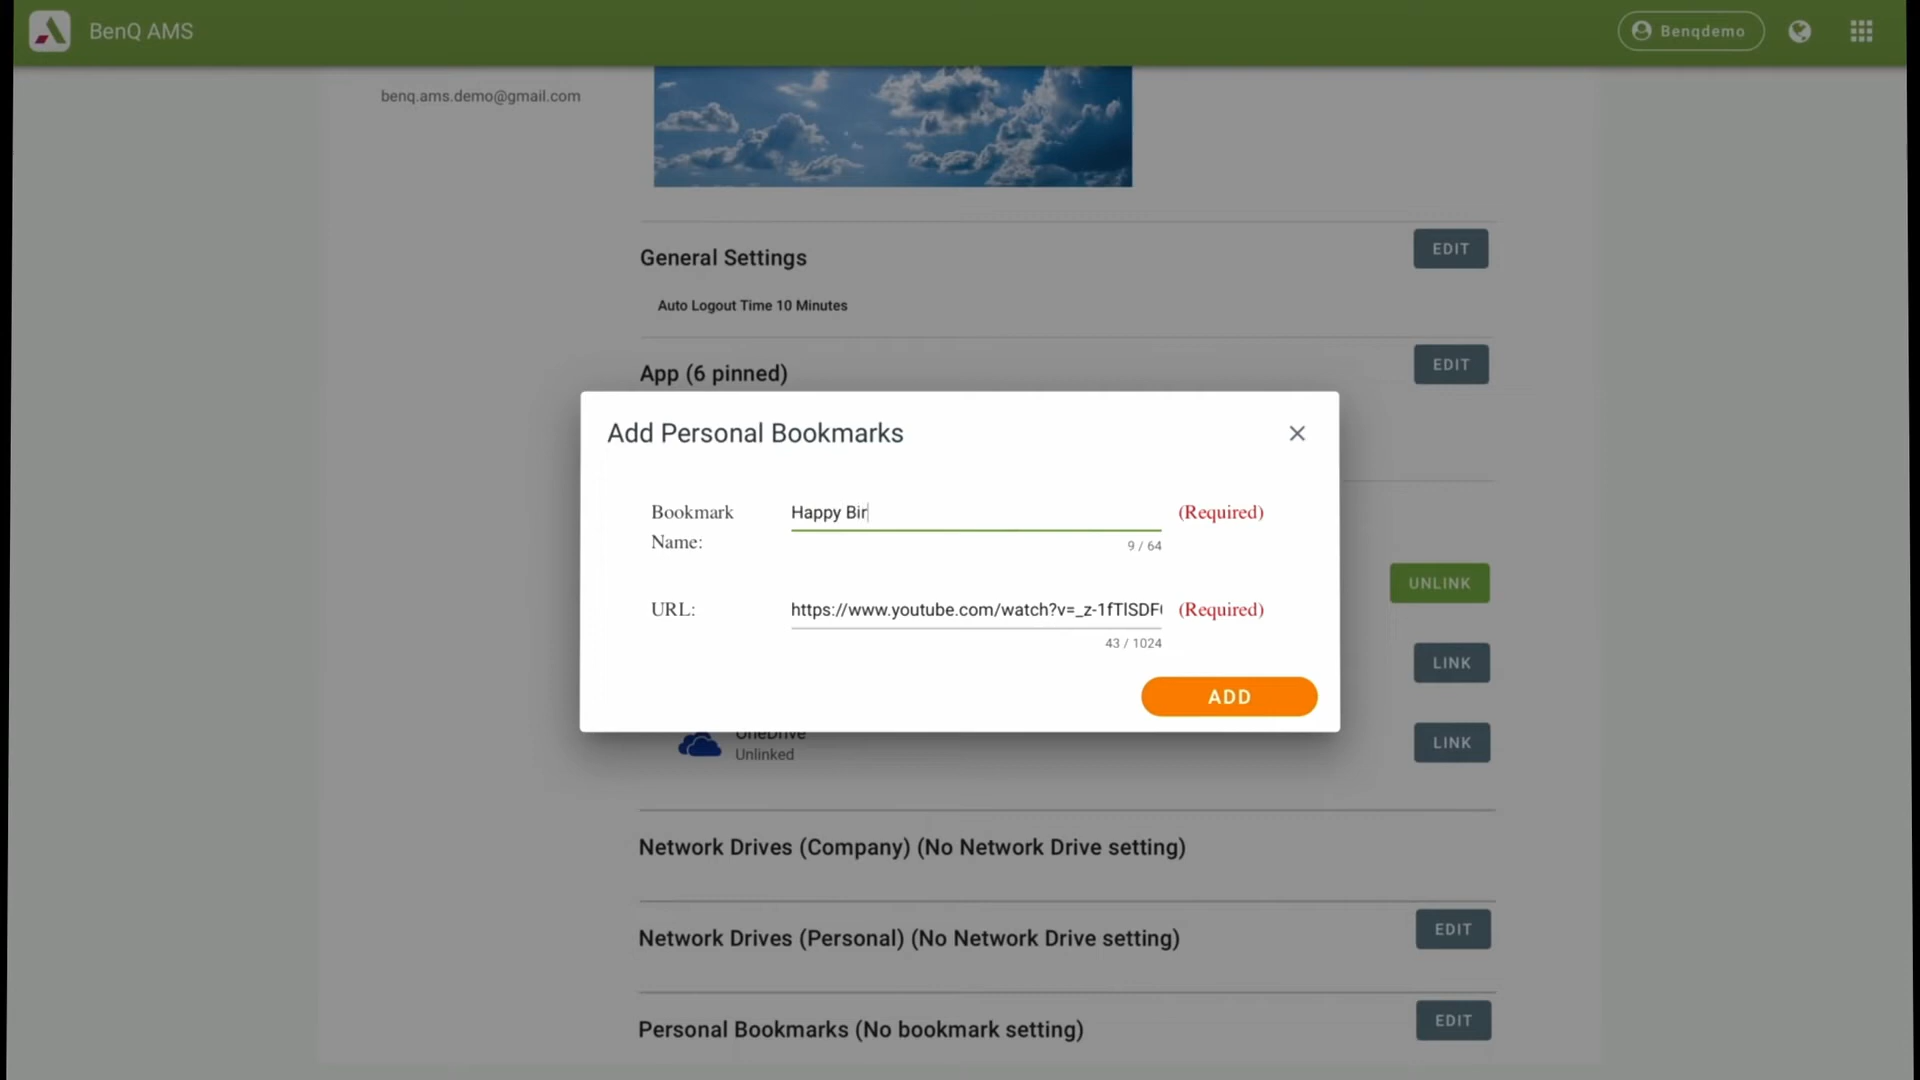 BenQ AMS
Benqdemo
benq.ams.demo@gmail.com
General Settings
EDIT
Auto Logout Time 10 Minutes
App (6 pinned)
EDIT
Add Personal Bookmarks
Bookmark Name:
Happy Bir
(Required)
9 / 64
URL:
https://www.youtube.com/watch?v=_z-1fTlSDF
(Required)
43 / 1024
ADD
UNLINK
LINK
OneDrive
Unlinked
LINK
Network Drives (Company) (No Network Drive setting)
Network Drives (Personal) (No Network Drive setting)
EDIT
Personal Bookmarks (No bookmark setting)
EDIT